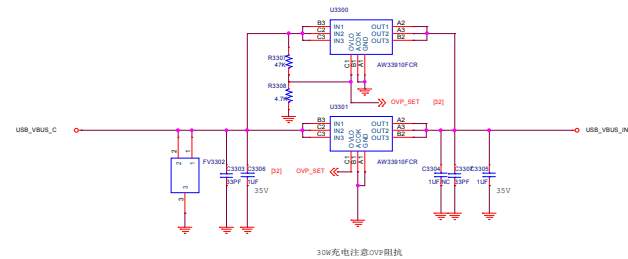 U3300
B3 IN1 OUT1 A2
C2 IN2 OUT2 A3
C3 IN3 OUT3 B2
OVLO ACOK GND
C1 B1 A1
AW33910FCR
R3307
47K
R3308
4.7K
OVP_SET [32]
U3301
B3 IN1 OUT1 A2
C2 IN2 OUT2 A3
C3 IN3 OUT3 B2
OVLO ACOK GND
C1 B1 A1
AW33910FCR
USB_VBUS_C
USB_VBUS_IN
2 1
2 1
3
3
FV3302
C3303
33PF
C3306
1UF
35V
[32] OVP_SET
C3304
1UF/NC
C3307
33PF
C3305
1UF
35V
30W充电注意OVP阻抗